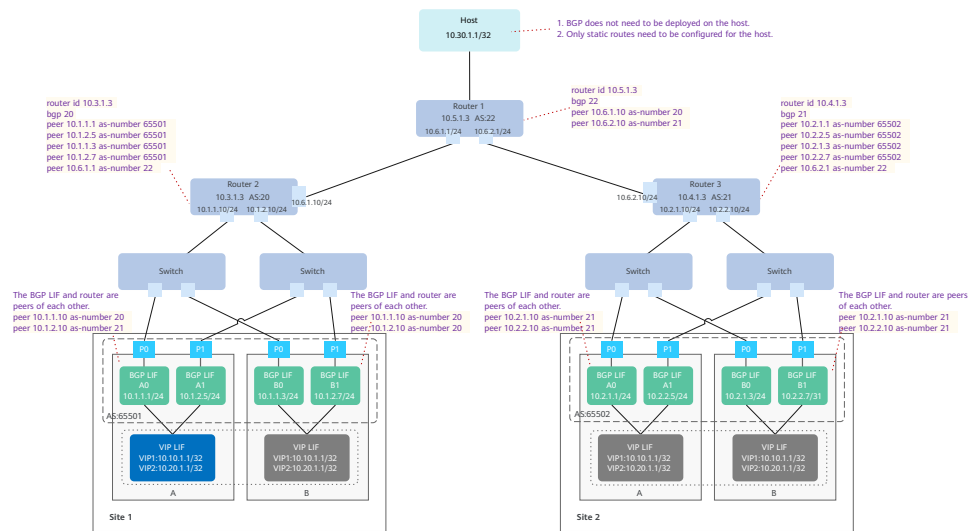 Host
10.30.1.1/32
1. BGP does not need to be deployed on the host.
2. Only static routes need to be configured for the host.
router id 10.3.1.3
bgp 20
peer 10.1.1.1 as-number 65501
peer 10.1.2.5 as-number 65501
peer 10.1.1.3 as-number 65501
peer 10.1.2.7 as-number 65501
peer 10.6.1.1 as-number 22
Router 1
10.5.1.3 AS:22
10.6.1.1/24 10.6.2.1/24
router id 10.5.1.3
bgp 22
peer 10.6.1.10 as-number 20
peer 10.6.2.10 as-number 21
router id 10.4.1.3
bgp 21
peer 10.2.1.1 as-number 65502
peer 10.2.2.5 as-number 65502
peer 10.2.1.3 as-number 65502
peer 10.2.2.7 as-number 65502
peer 10.6.2.1 as-number 22
Router 2
10.3.1.3 AS:20
10.1.1.10/24 10.1.2.10/24
10.6.1.10/24
10.6.2.10/24
Router 3
10.4.1.3 AS:21
10.2.1.10/24 10.2.2.10/24
Switch
Switch
Switch
Switch
The BGP LIF and router are
peers of each other.
peer 10.1.1.10 as-number 20
peer 10.1.2.10 as-number 21
The BGP LIF and router are
peers of each other.
peer 10.1.1.10 as-number 20
peer 10.1.2.10 as-number 20
The BGP LIF and router are
peers of each other.
peer 10.2.1.10 as-number 21
peer 10.2.2.10 as-number 21
The BGP LIF and router are peers
of each other.
peer 10.2.1.10 as-number 21
peer 10.2.2.10 as-number 21
P0
P1
P0
P1
P0
P1
P0
P1
BGP LIF
A0
10.1.1.1/24
BGP LIF
A1
10.1.2.5/24
BGP LIF
B0
10.1.1.3/24
BGP LIF
B1
10.1.2.7/24
BGP LIF
A0
10.2.1.1/24
BGP LIF
A1
10.2.2.5/24
BGP LIF
B0
10.2.1.3/24
BGP LIF
B1
10.2.2.7/31
AS:65501
AS:65502
VIP LIF
VIP1:10.10.1.1/32
VIP2:10.20.1.1/32
VIP LIF
VIP1:10.10.1.1/32
VIP2:10.20.1.1/32
VIP LIF
VIP1:10.10.1.1/32
VIP2:10.20.1.1/32
VIP LIF
VIP1:10.10.1.1/32
VIP2:10.20.1.1/32
A
B
A
B
Site 1
Site 2